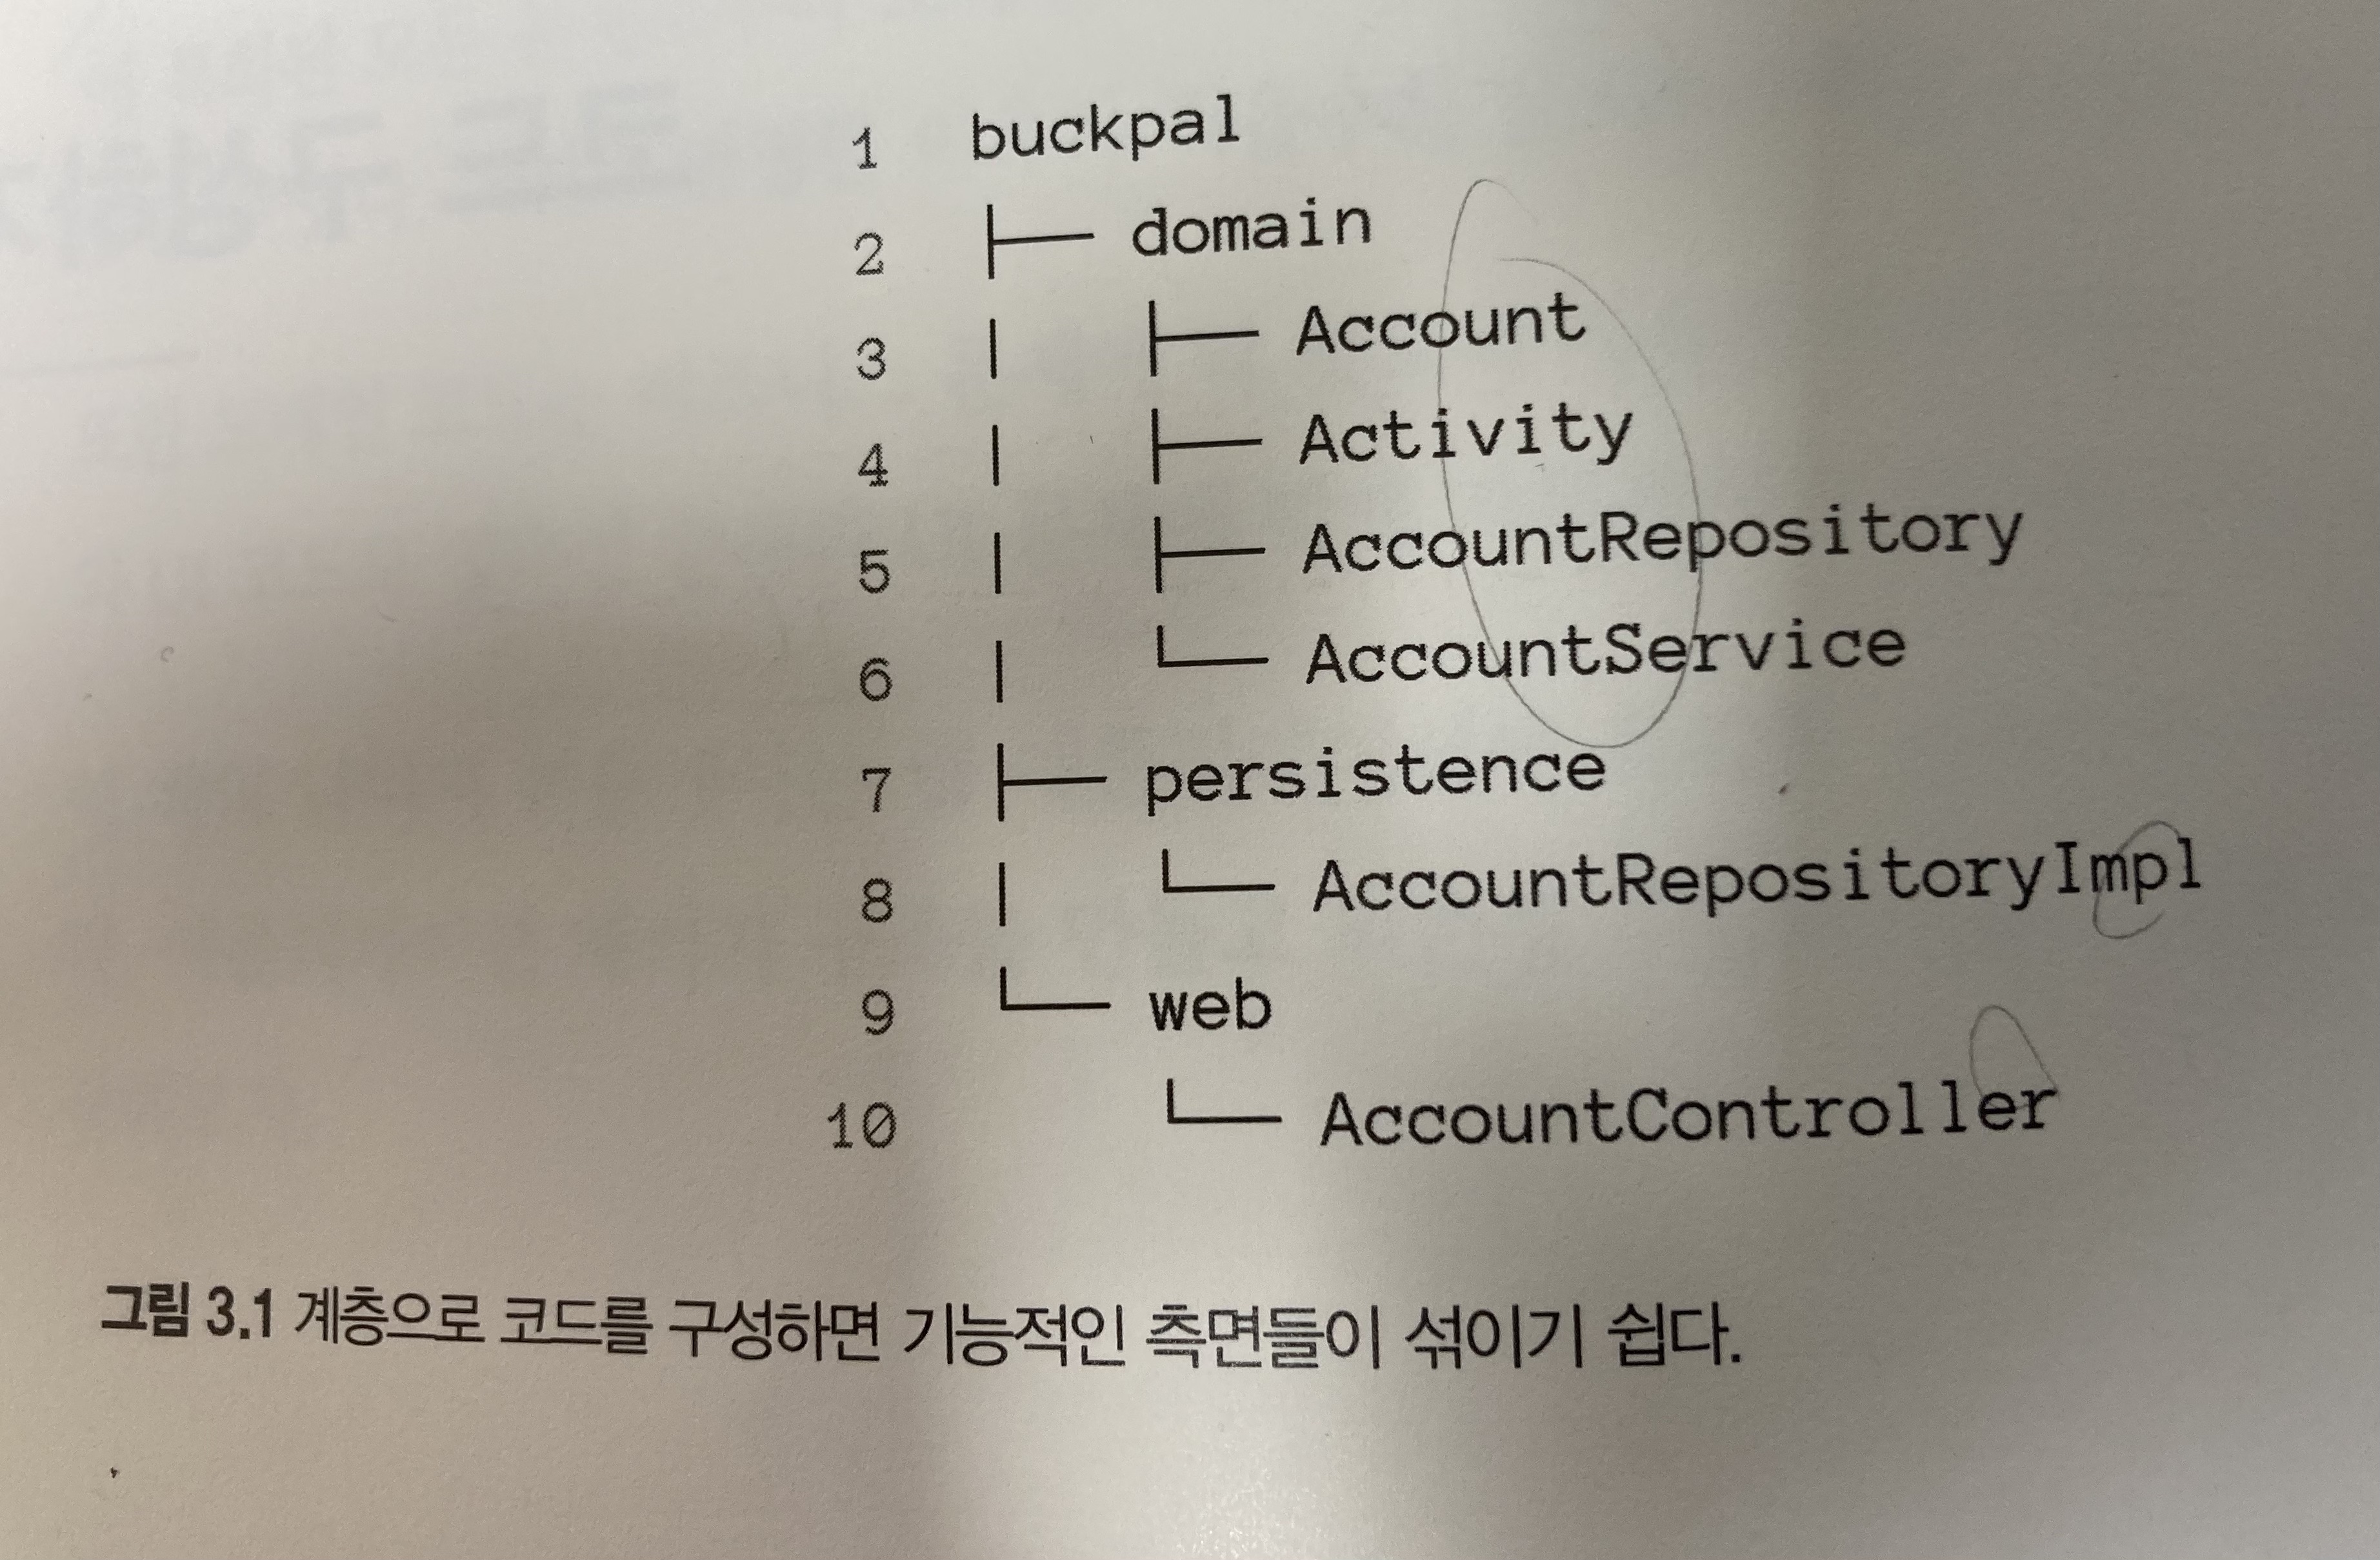 1 buckpal
2 ├── domain
3 | ├── Account
4 | ├── Activity
5 | ├── AccountRepository
6 | └── AccountService
7 ├── persistence
8 | └── AccountRepositoryImpl
9 └── web
10 └── AccountController
그림 3.1 계층으로 코드를 구성하면 기능적인 측면들이 섞이기 쉽다.